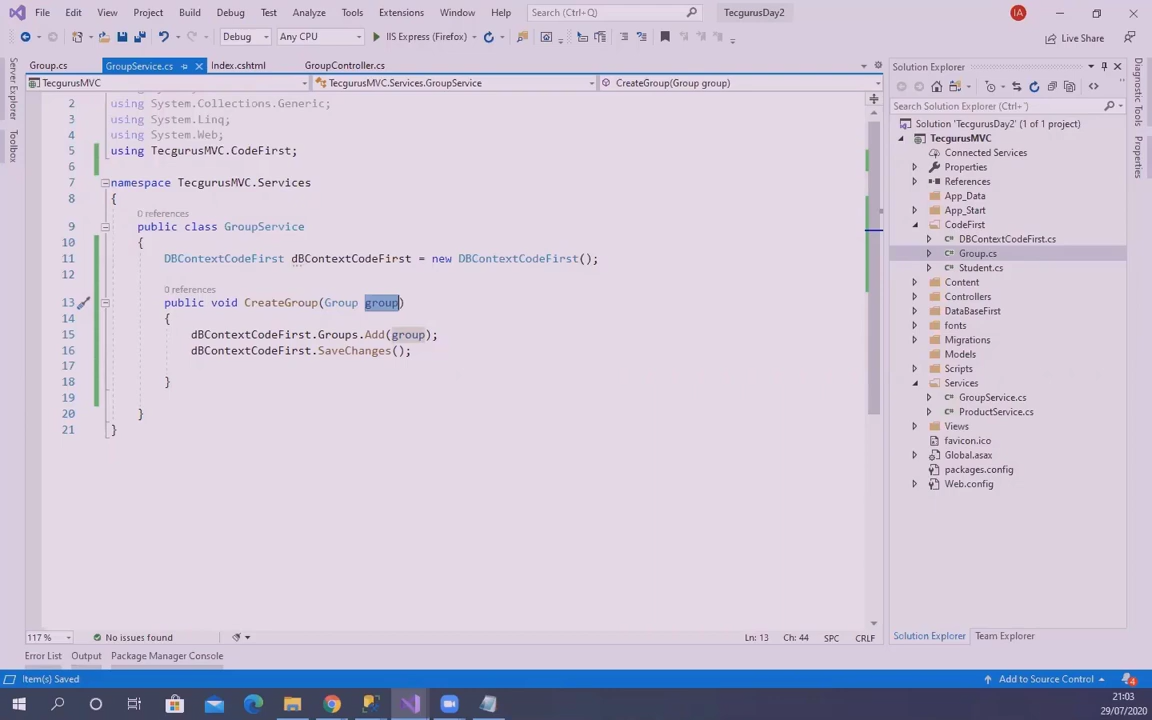 File Edit View Project Build Debug Test Analyze Tools Extensions Window Help Search (Ctrl+Q) TecgurusDay2 IA
Debug Any CPU IIS Express (Firefox) Live Share
Group.cs GroupService.cs Index.cshtml GroupController.cs
TecgurusMVC TecgurusMVC.Services.GroupService CreateGroup(Group group)
Server Explorer
Toolbox
2 using System.Collections.Generic;
3 using System.Linq;
4 using System.Web;
5 using TecgurusMVC.CodeFirst;
6
7 namespace TecgurusMVC.Services
8 {
0 references
9 public class GroupService
10 {
11 DBContextCodeFirst dBContextCodeFirst = new DBContextCodeFirst();
12
0 references
13 public void CreateGroup(Group group)
14 {
15 dBContextCodeFirst.Groups.Add(group);
16 dBContextCodeFirst.SaveChanges();
17
18 }
19
20 }
21 }
117 % No issues found Ln: 13 Ch: 44 SPC CRLF
Solution Explorer
Search Solution Explorer (Ctrl+')
Solution 'TecgurusDay2' (1 of 1 project)
TecgurusMVC
Connected Services
Properties
References
App_Data
App_Start
CodeFirst
DBContextCodeFirst.cs
Group.cs
Student.cs
Content
Controllers
DataBaseFirst
fonts
Migrations
Models
Scripts
Services
GroupService.cs
ProductService.cs
Views
favicon.ico
Global.asax
packages.config
Web.config
Solution Explorer Team Explorer
Diagnostic Tools
Properties
Error List Output Package Manager Console
Item(s) Saved Add to Source Control 4
21:03
29/07/2020